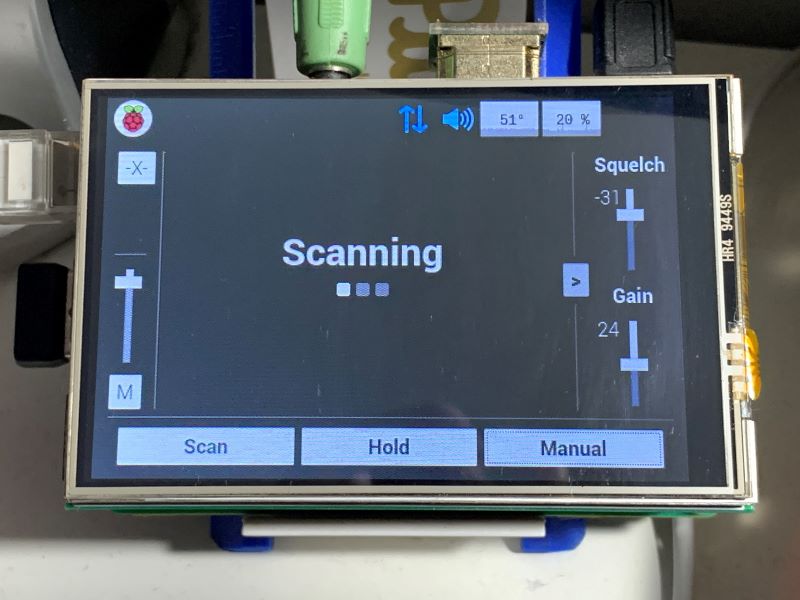 51°
20 %
-X-
Squelch
-31
Scanning
>
Gain
24
M
Scan
Hold
Manual
HR4 9449S